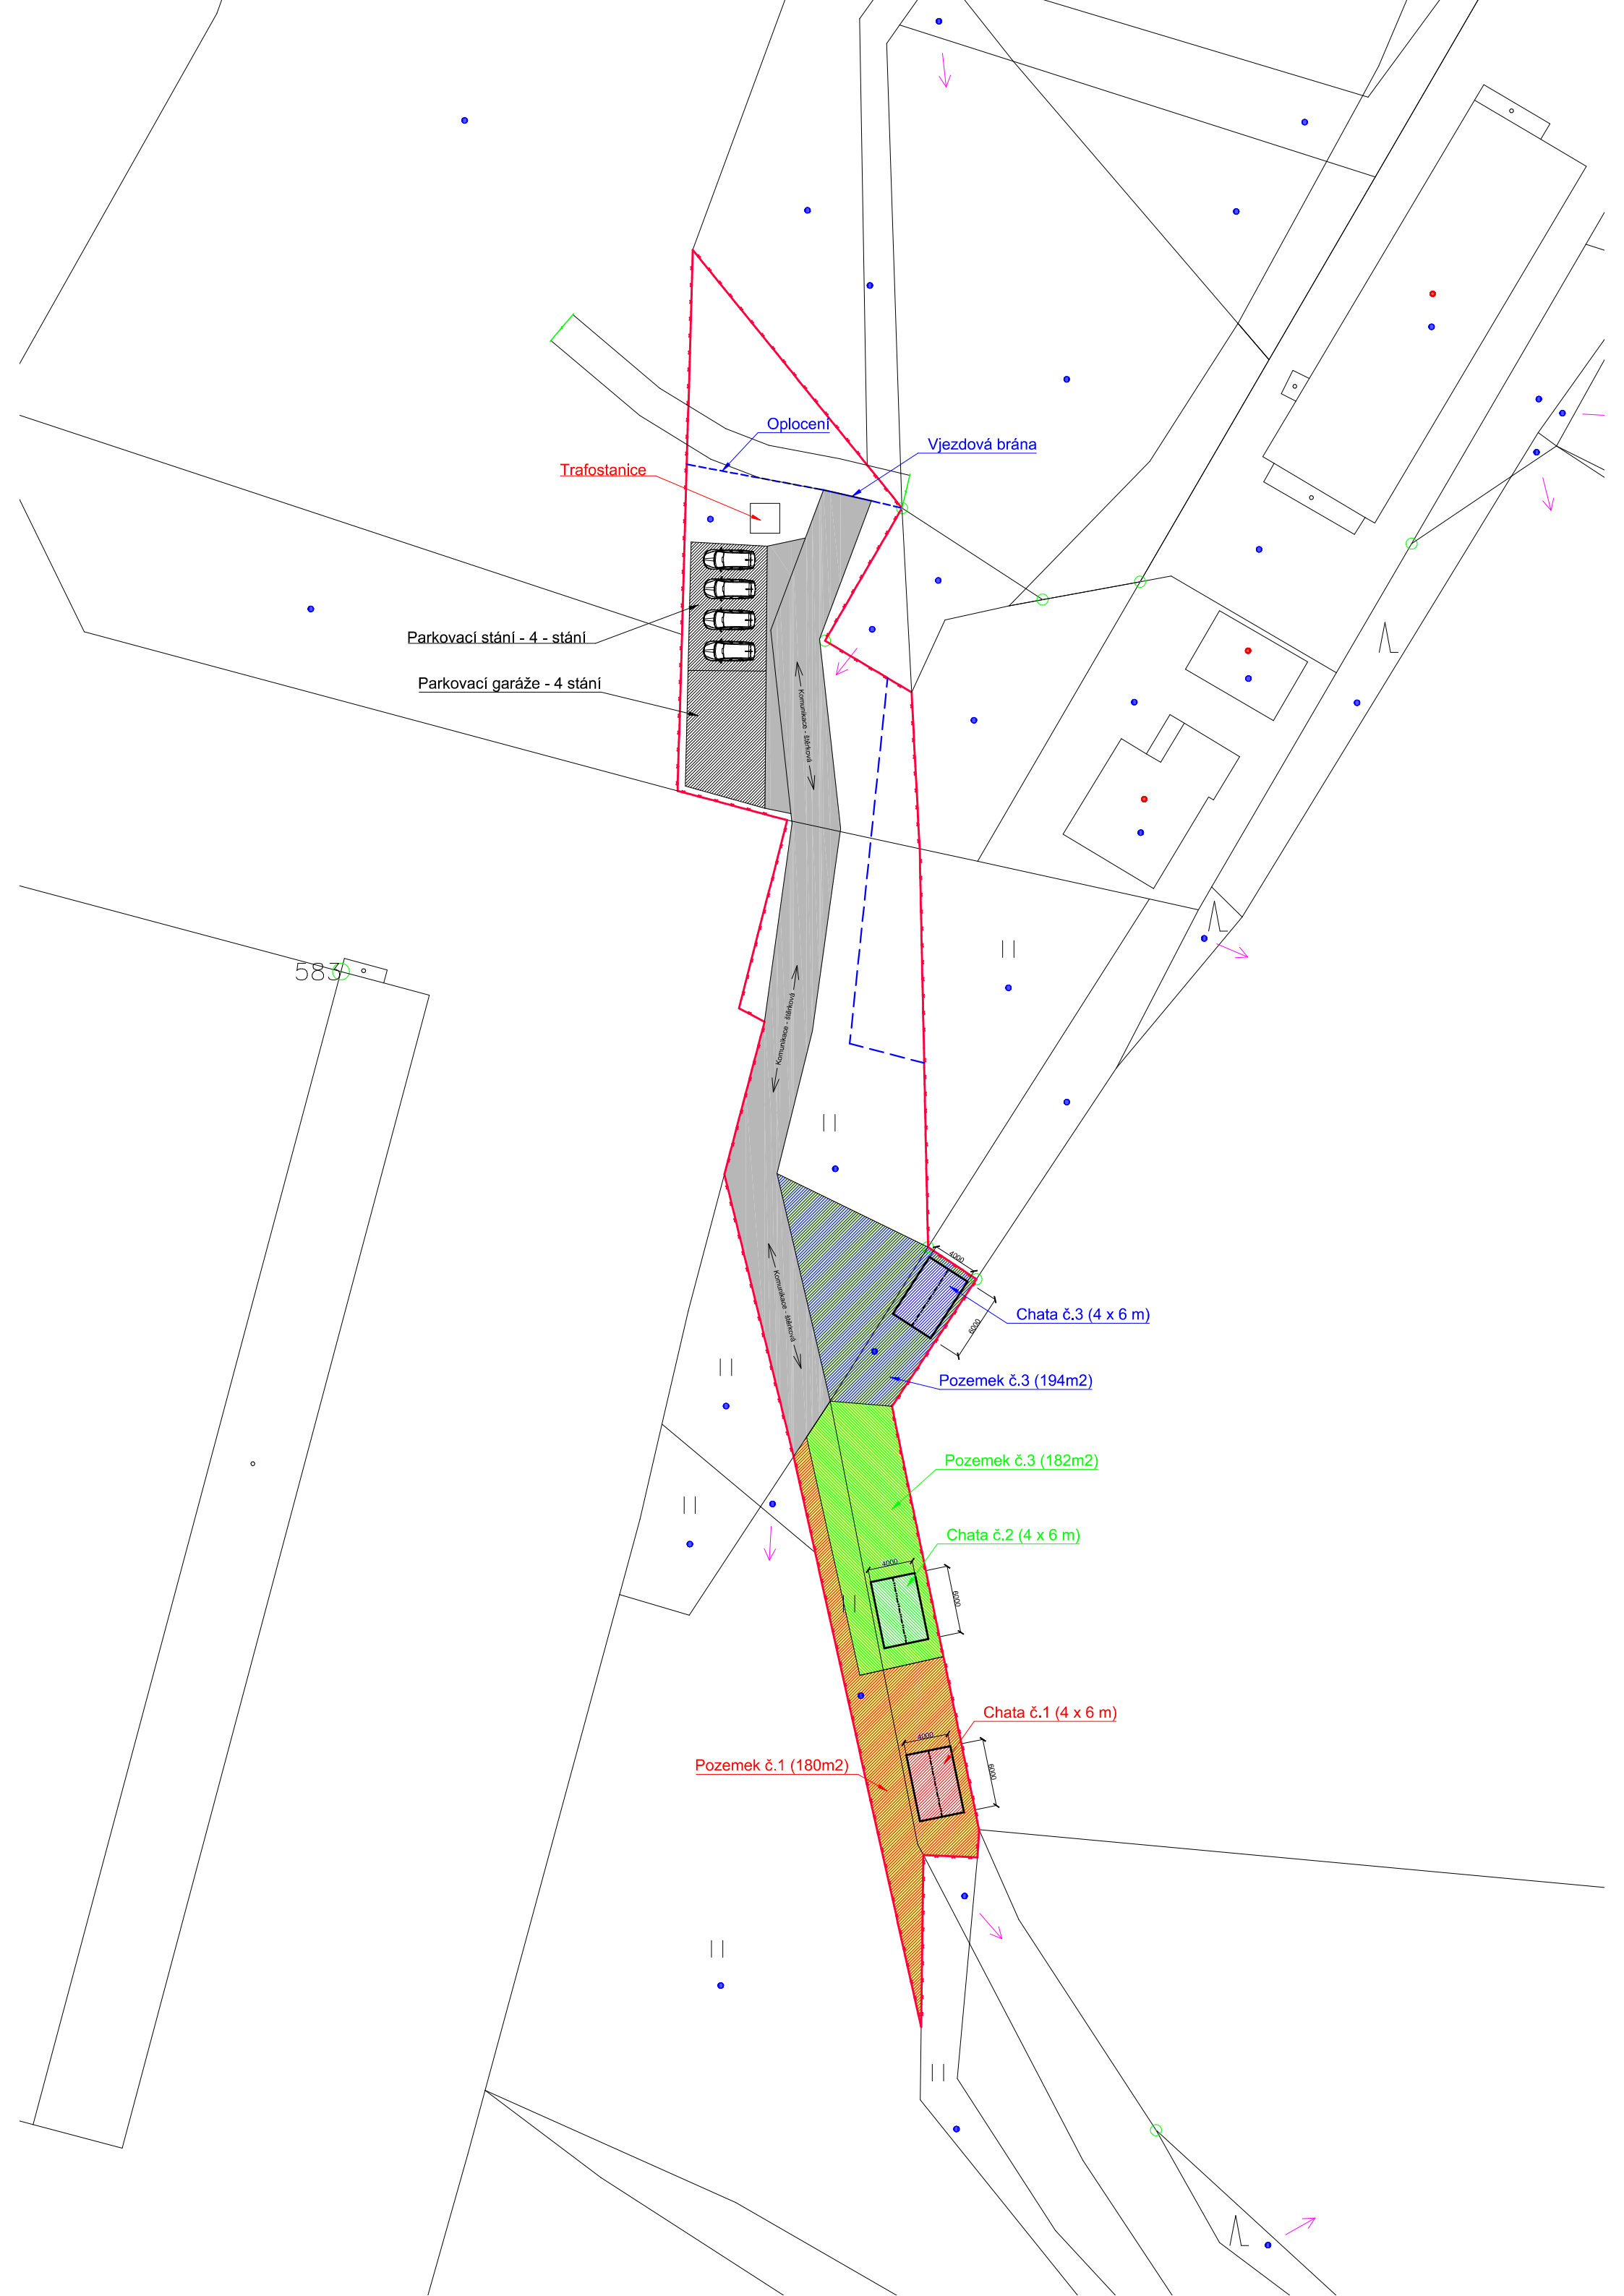 Oplocení
Vjezdová brána
Trafostanice
Parkovací stání - 4 - stání
Parkovací garáže - 4 stání
Komunikace - štěrková
583
Komunikace - štěrková
4000
Komunikace - štěrková
Chata č.3 (4 x 6 m)
6000
Pozemek č.3 (194m2)
Pozemek č.3 (182m2)
Chata č.2 (4 x 6 m)
4000
6000
Chata č.1 (4 x 6 m)
4000
Pozemek č.1 (180m2)
6000